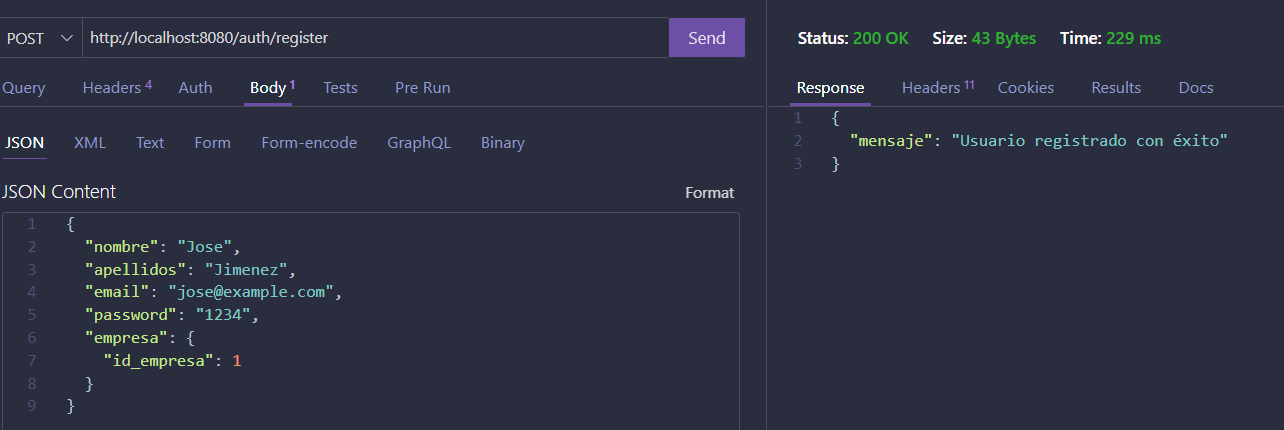 POST http://localhost:8080/auth/register Send
Query Headers 4 Auth Body 1 Tests Pre Run
JSON XML Text Form Form-encode GraphQL Binary
JSON Content Format
1 {
2 "nombre": "Jose",
3 "apellidos": "Jimenez",
4 "email": "jose@example.com",
5 "password": "1234",
6 "empresa": {
7 "id_empresa": 1
8 }
9 }
Status: 200 OK Size: 43 Bytes Time: 229 ms
Response Headers 11 Cookies Results Docs
1 {
2 "mensaje": "Usuario registrado con éxito"
3 }